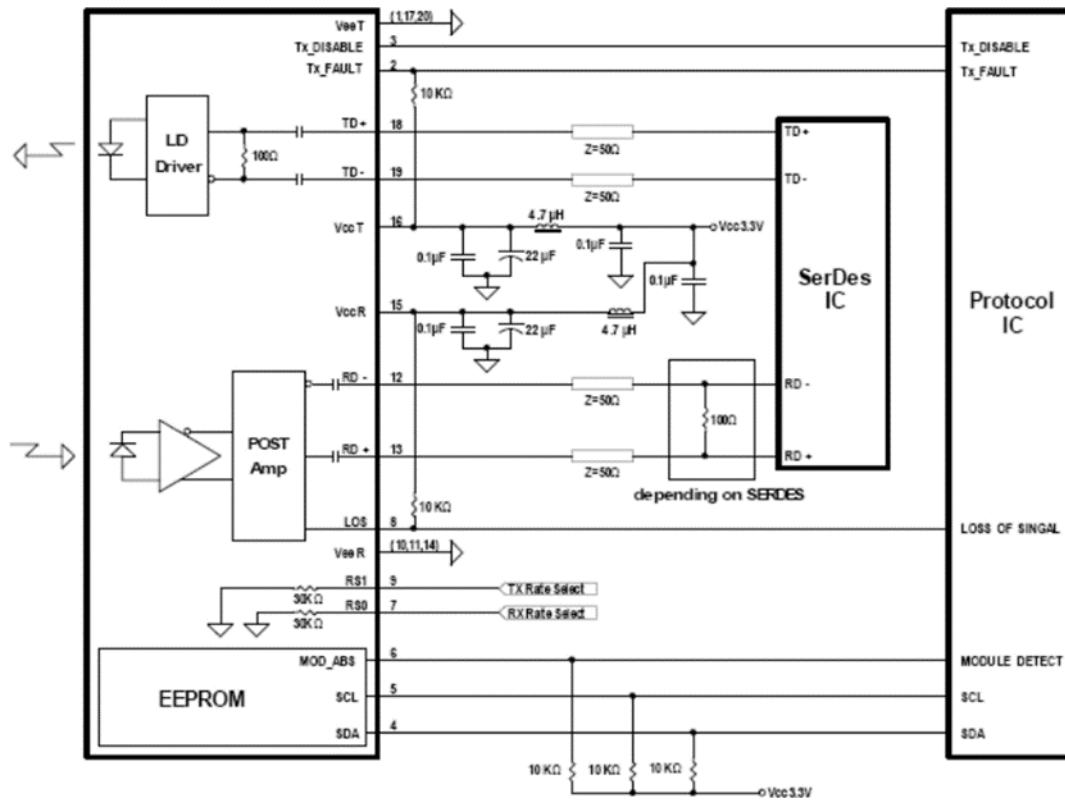 VeeT
(1,17,20)
Tx_DISABLE
3
Tx_DISABLE
Tx_FAULT
2
Tx_FAULT
10 KΩ
LD
Driver
100Ω
TD+
18
Z=50Ω
TD+
TD-
19
Z=50Ω
TD-
VccT
16
4.7 µH
Vcc3.3V
0.1µF
22 µF
0.1µF
0.1µF
SerDes
IC
Protocol
IC
VccR
15
0.1µF
22 µF
4.7 µH
RD -
12
Z=50Ω
RD -
100Ω
POST
Amp
RD +
13
Z=50Ω
RD +
depending on SERDES
10 KΩ
LOS
8
LOSS OF SINGAL
VeeR
(10,11,14)
RS1
9
TX Rate Select
30KΩ
RS0
7
RX Rate Select
30KΩ
MOD_ABS
6
MODULE DETECT
EEPROM
SCL
5
SCL
SDA
4
SDA
10 KΩ
10 KΩ
10 KΩ
Vcc3.3V